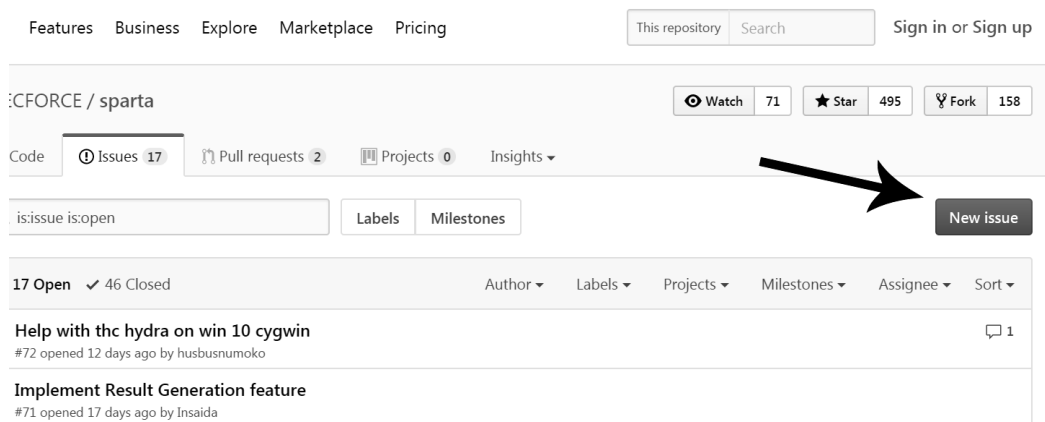 Features Business Explore Marketplace Pricing This repository Search Sign in or Sign up
ECFORCE / sparta Watch 71 Star 495 Fork 158
Code Issues 17 Pull requests 2 Projects 0 Insights
is:issue is:open Labels Milestones New issue
17 Open 46 Closed Author Labels Projects Milestones Assignee Sort
Help with thc hydra on win 10 cygwin 1
#72 opened 12 days ago by husbusnumoko
Implement Result Generation feature
#71 opened 17 days ago by Insaida